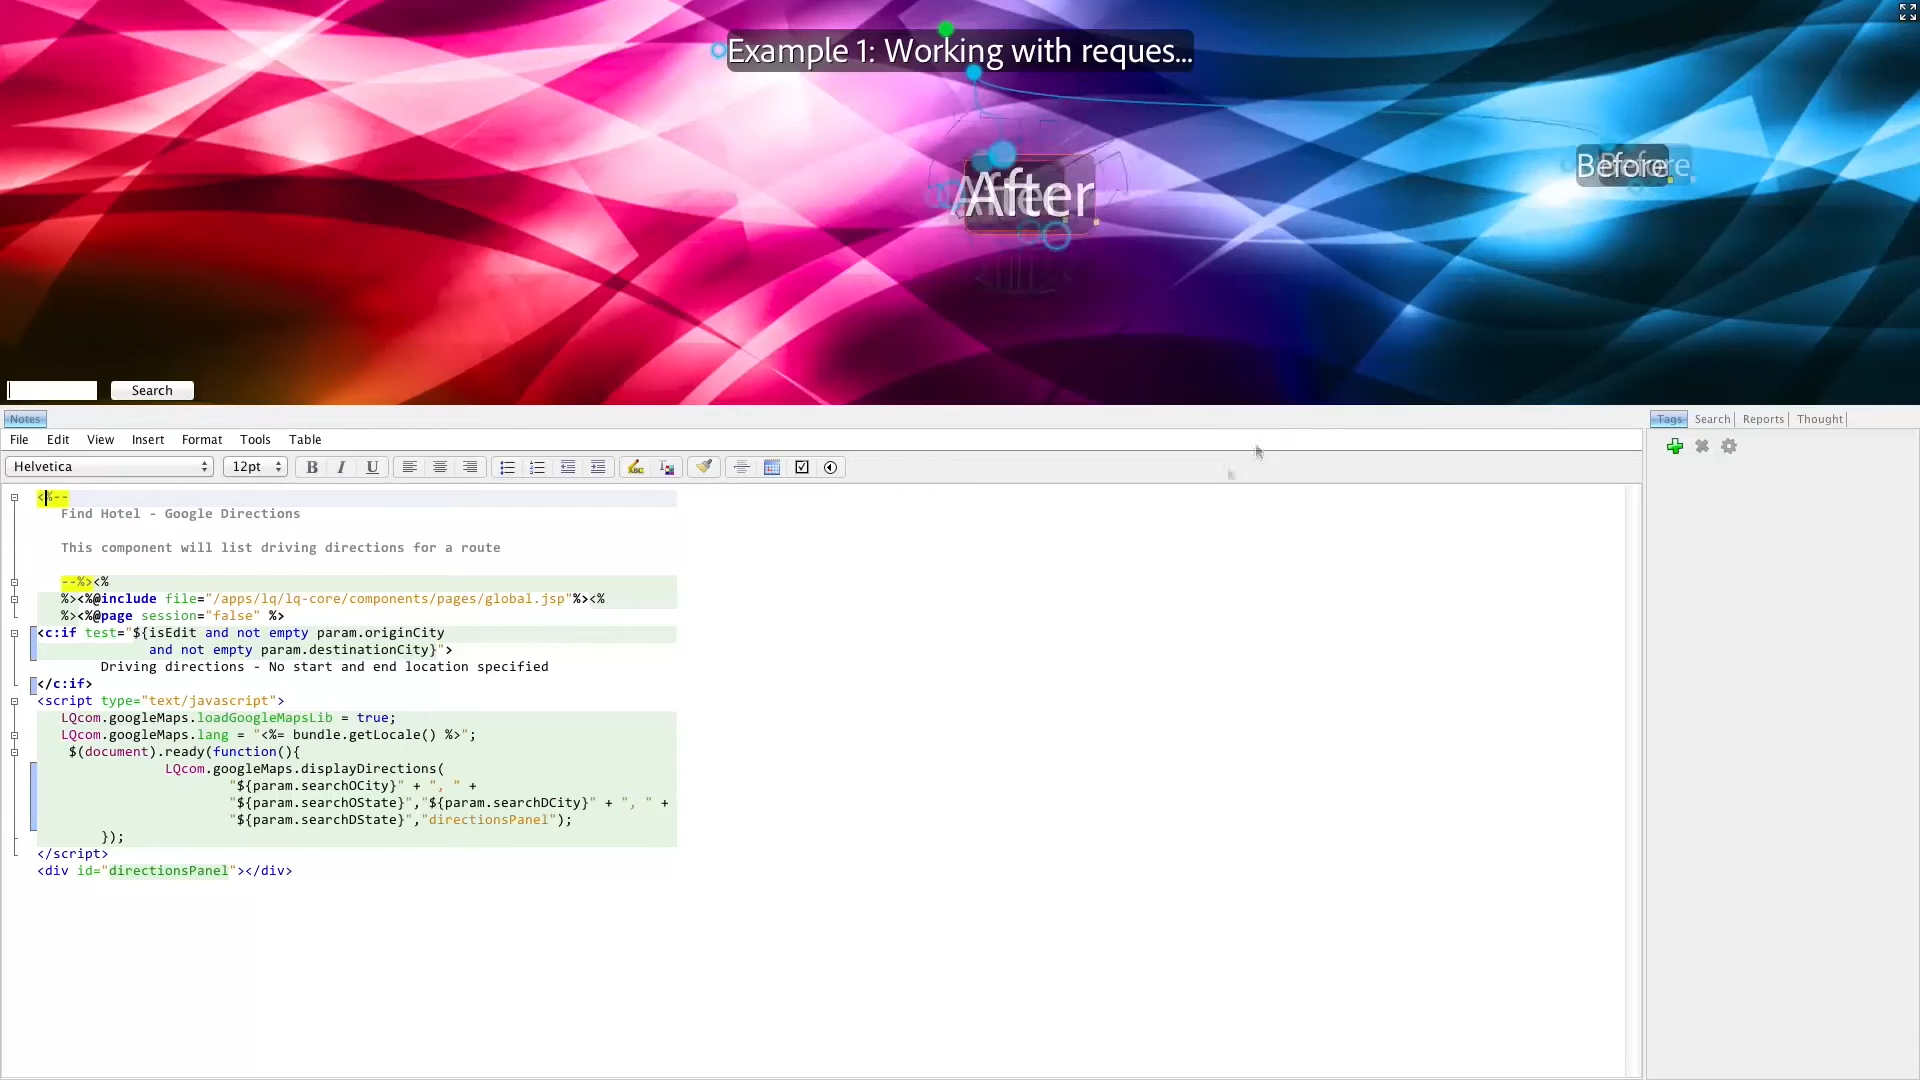 Example 1: Working with reques...
After
Before
Search
Notes
Tags Search Reports Thought
File Edit View Insert Format Tools Table
Helvetica 12pt B I U
<%--
Find Hotel - Google Directions
This component will list driving directions for a route
--%><%
%><%@include file="/apps/lq/lq-core/components/pages/global.jsp"%><%
%><%@page session="false" %>
<c:if test="${isEdit and not empty param.originCity
and not empty param.destinationCity}">
Driving directions - No start and end location specified
</c:if>
<script type="text/javascript">
LQcom.googleMaps.loadGoogleMapsLib = true;
LQcom.googleMaps.lang = "<%= bundle.getLocale() %>";
$(document).ready(function(){
LQcom.googleMaps.displayDirections(
"${param.searchOCity}" + ", " +
"${param.searchOState}","${param.searchDCity}" + ", " +
"${param.searchDState}","directionsPanel");
});
</script>
<div id="directionsPanel"></div>